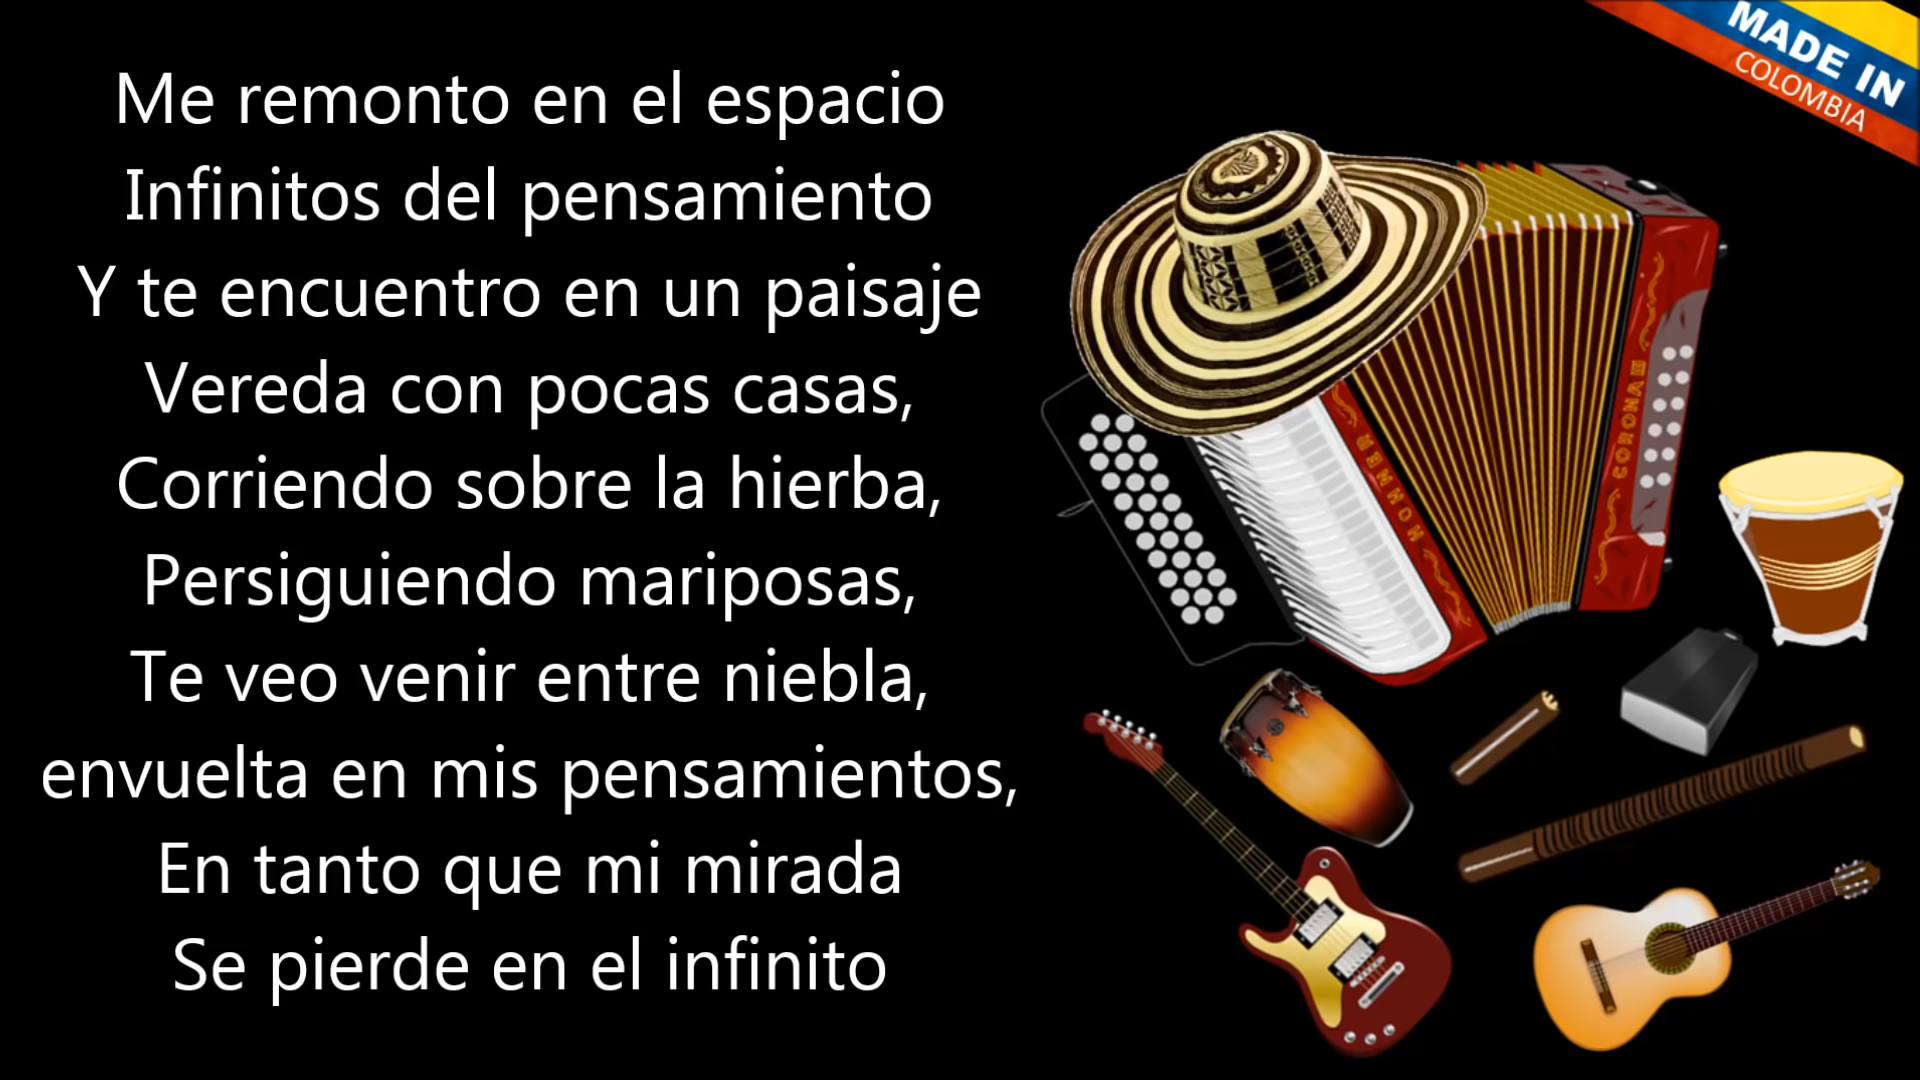 Me remonto en el espacio
Infinitos del pensamiento
Y te encuentro en un paisaje
Vereda con pocas casas,
Corriendo sobre la hierba,
Persiguiendo mariposas,
Te veo venir entre niebla,
envuelta en mis pensamientos,
En tanto que mi mirada
Se pierde en el infinito
MADE IN
COLOMBIA
HOHNER
CORONA III